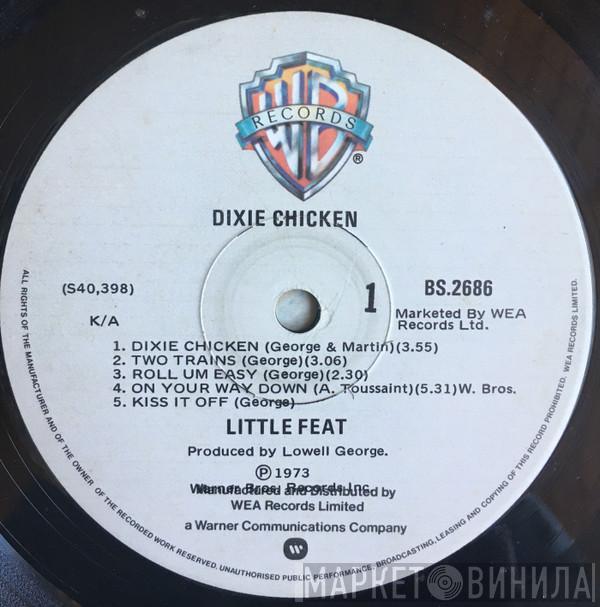 WB
RECORDS
®
DIXIE CHICKEN
(S40,398)
1
BS.2686
K/A
Marketed By WEA
Records Ltd.
1. DIXIE CHICKEN (George & Martin)(3.55)
2. TWO TRAINS (George)(3.06)
3. ROLL UM EASY (George)(2.30)
4. ON YOUR WAY DOWN (A. Toussaint)(5.31)W. Bros.
5. KISS IT OFF (George)
LITTLE FEAT
Produced by Lowell George.
Ⓟ 1973
Warner Bros. Records Inc.
Manufactured and Distributed by
WEA Records Limited
a Warner Communications Company
ALL RIGHTS OF THE MANUFACTURER AND OF THE OWNER OF THE RECORDED WORK RESERVED. UNAUTHORISED PUBLIC PERFORMANCE, BROADCASTING, LEASING AND COPYING OF THIS RECORD PROHIBITED. WEA RECORDS LIMITED.
МАРКЕТ ВИНИЛА